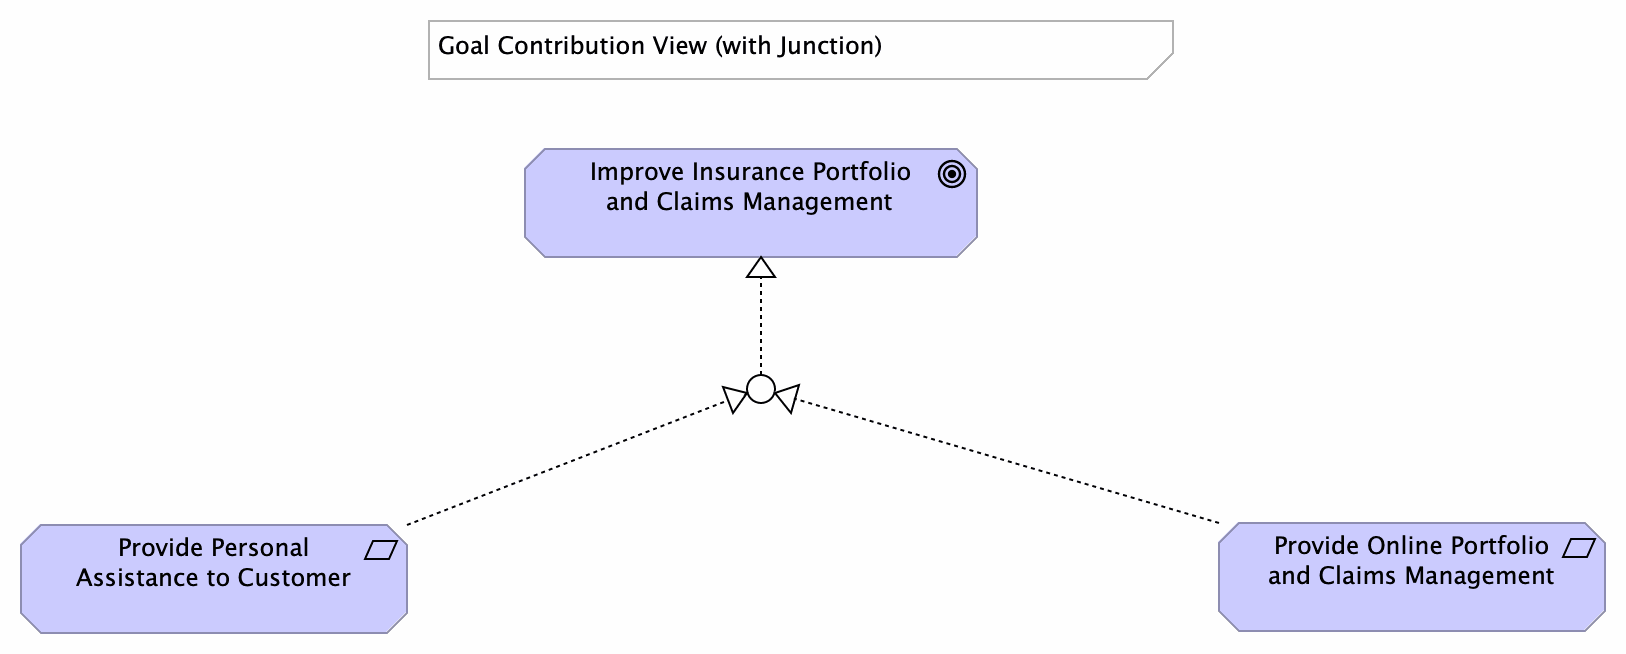 Goal Contribution View (with Junction)
Improve Insurance Portfolio
and Claims Management
Provide Personal
Assistance to Customer
Provide Online Portfolio
and Claims Management